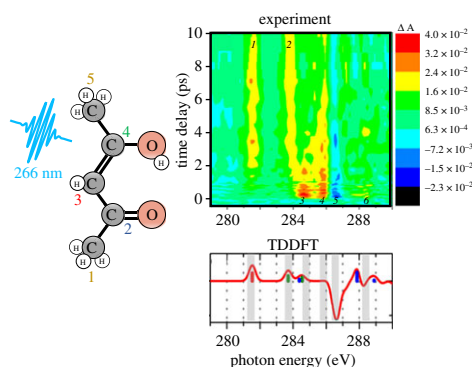 experiment
Δ A
10
8
6
4
2
0
time delay (ps)
1
2
3
4
5
6
4.0 × 10⁻²
3.2 × 10⁻²
2.4 × 10⁻²
1.6 × 10⁻²
8.5 × 10⁻³
6.3 × 10⁻⁴
−7.2 × 10⁻³
−1.5 × 10⁻²
−2.3 × 10⁻²
280
284
288
TDDFT
280
284
288
photon energy (eV)
266 nm
5
H
H
H
C
4
C
O
H
H
C
3
C
O
2
H
C
H
H
1